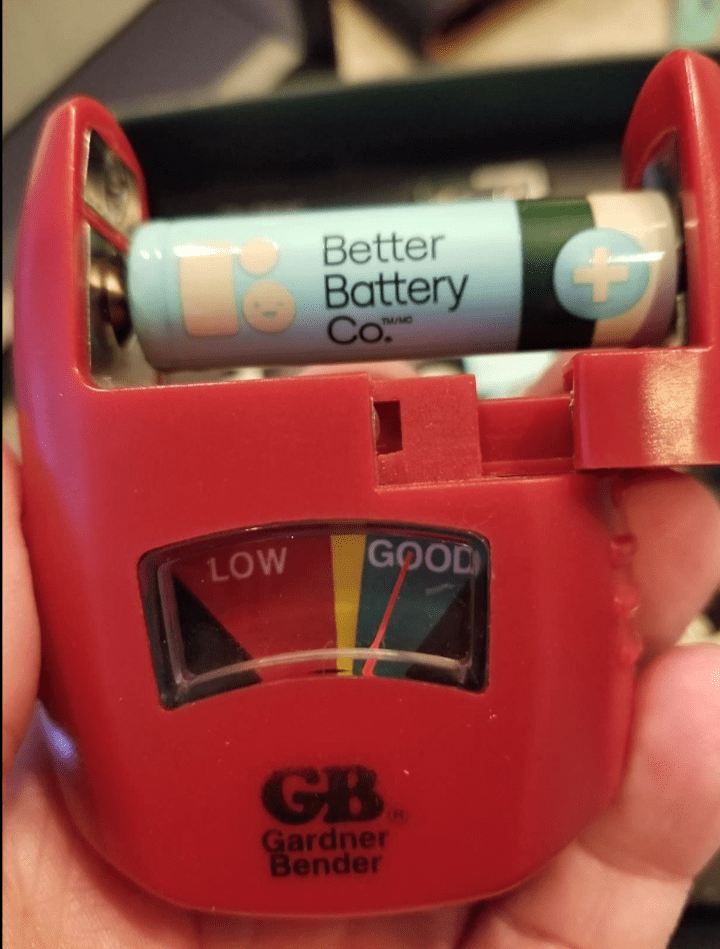 Better
Battery
Co.™/MC
+
LOW GOOD
GB®
Gardner
Bender